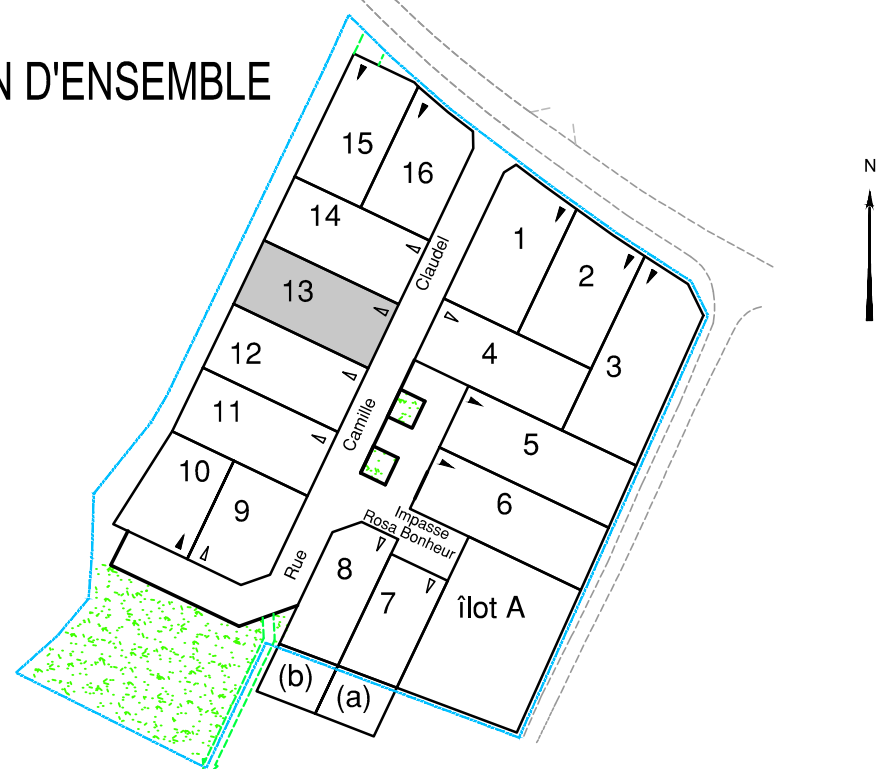 N D'ENSEMBLE
N
15
16
14
1
2
13
Claudel
4
3
12
11
Camille
5
10
6
9
Impasse
Rosa Bonheur
Rue
8
7
îlot A
(b)
(a)